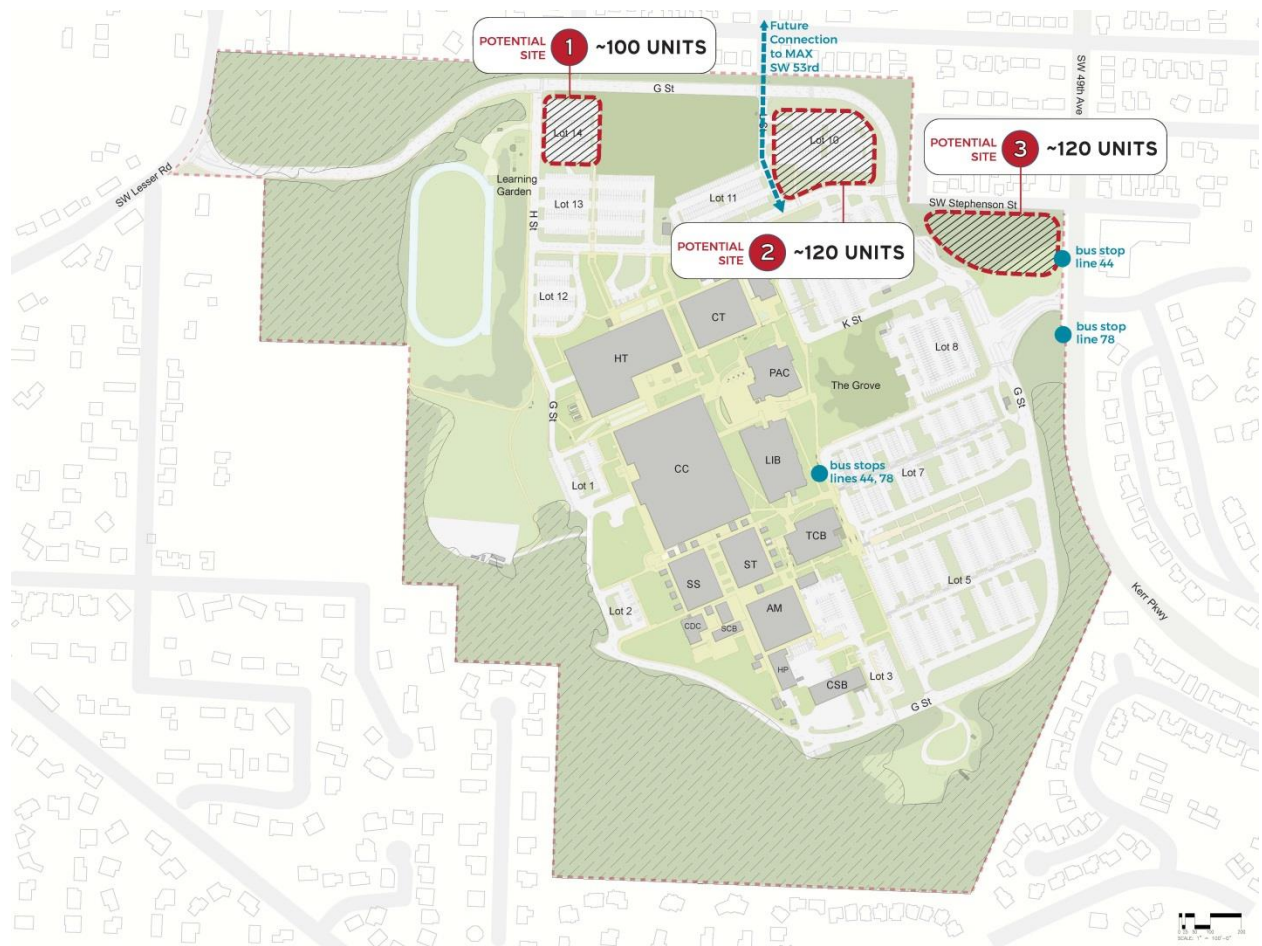 POTENTIAL
SITE
1
~100 UNITS
Future
Connection
to MAX
SW 53rd
SW 49th Ave
G St
Lot 14
Lot 10
POTENTIAL
SITE
3
~120 UNITS
SW Lesser Rd
Learning
Garden
Lot 13
H St
Lot 11
SW Stephenson St
POTENTIAL
SITE
2
~120 UNITS
bus stop
line 44
Lot 12
CT
K St
bus stop
line 78
HT
PAC
Lot 8
The Grove
G St
G St
CC
LIB
bus stops
lines 44, 78
Lot 7
Lot 1
TCB
ST
SS
Lot 5
AM
Lot 2
CDC
SCB
Kerr Pkwy
HP
CSB
Lot 3
G St